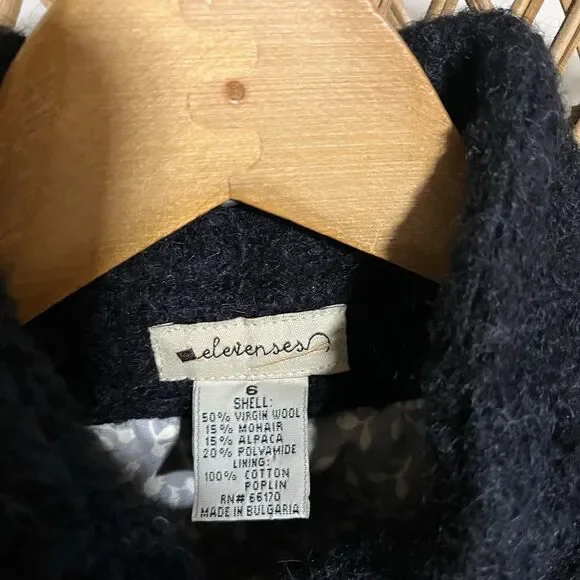 elevenses
6
SHELL:
50% VIRGIN WOOL
15% MOHAIR
15% ALPACA
20% POLYAMIDE
LINING:
100% COTTON
POPLIN
RN# 66170
MADE IN BULGARIA